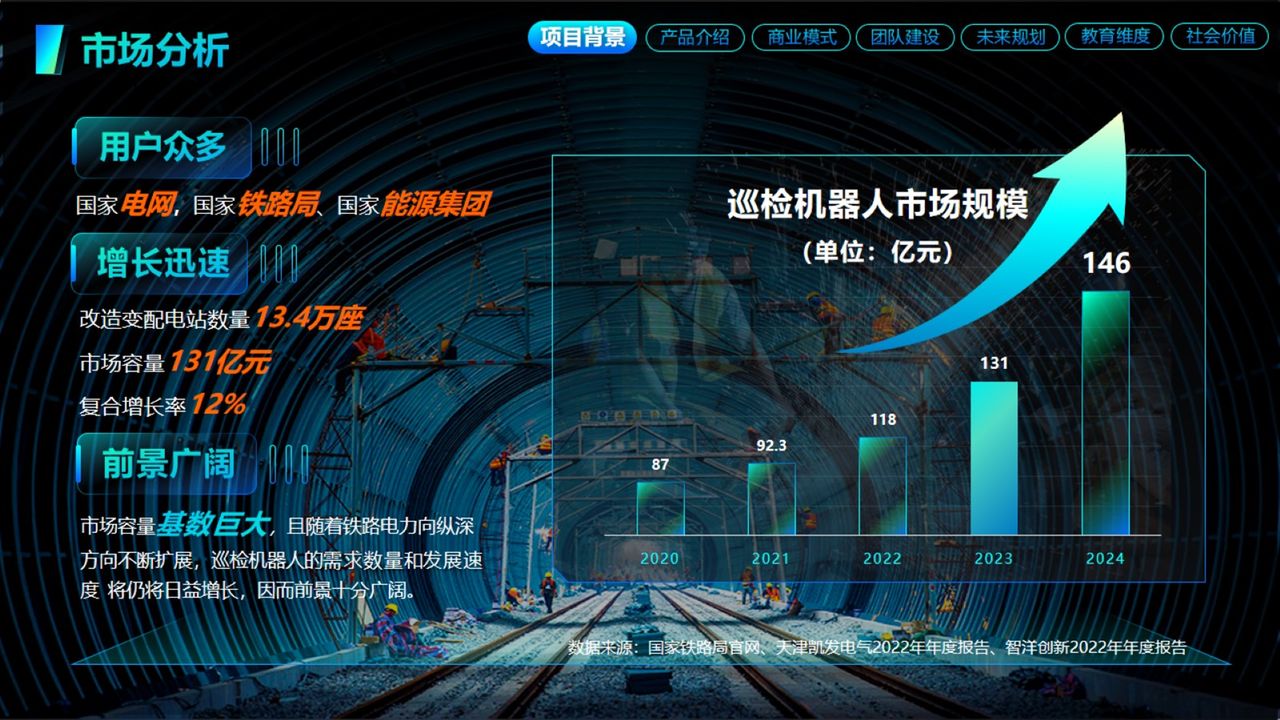 市场分析
项目背景
产品介绍
商业模式
团队建设
未来规划
教育维度
社会价值
用户众多
国家电网，国家铁路局、国家能源集团
增长迅速
改造变配电站数量13.4万座
市场容量131亿元
复合增长率12%
前景广阔
市场容量基数巨大，且随着铁路电力向纵深
方向不断扩展，巡检机器人的需求数量和发展速
度 将仍将日益增长，因而前景十分广阔。
巡检机器人市场规模
（单位：亿元）
87
92.3
118
131
146
2020
2021
2022
2023
2024
数据来源：国家铁路局官网、天津凯发电气2022年年度报告、智洋创新2022年年度报告